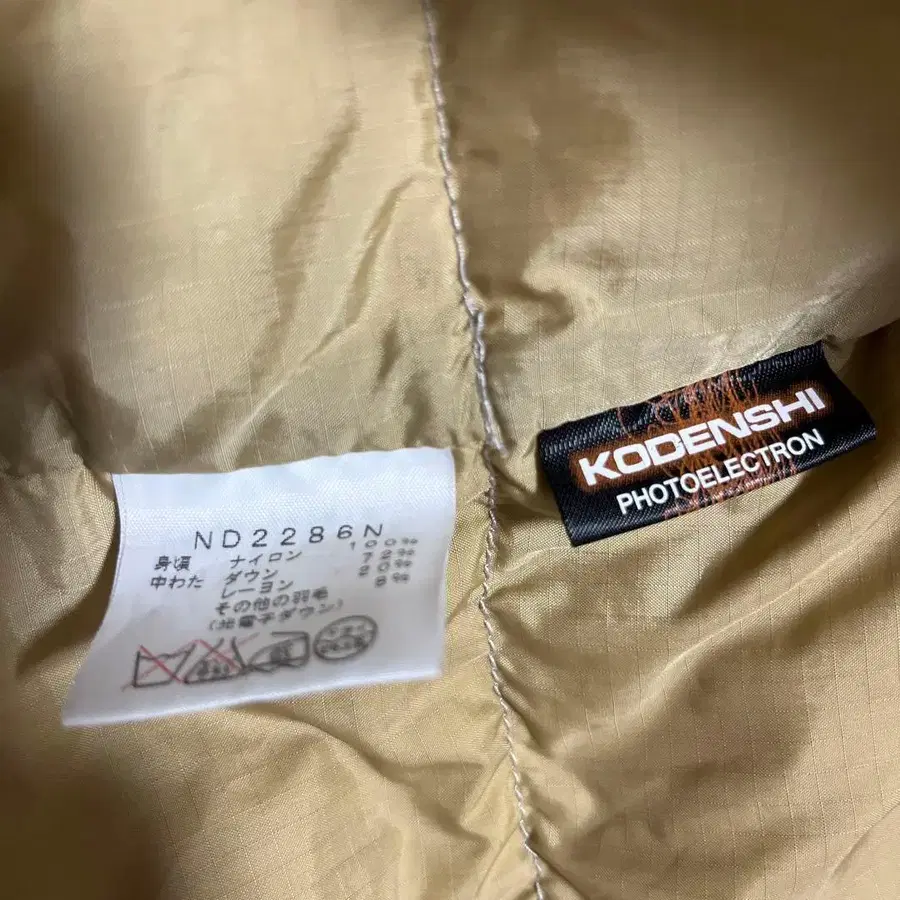 ND2286N
身頃 ナイロン 100%
中わた ダウン 72%
レーヨン 20%
その他の羽毛 8%
(光電子ダウン)
KODENSHI
PHOTOELECTRON